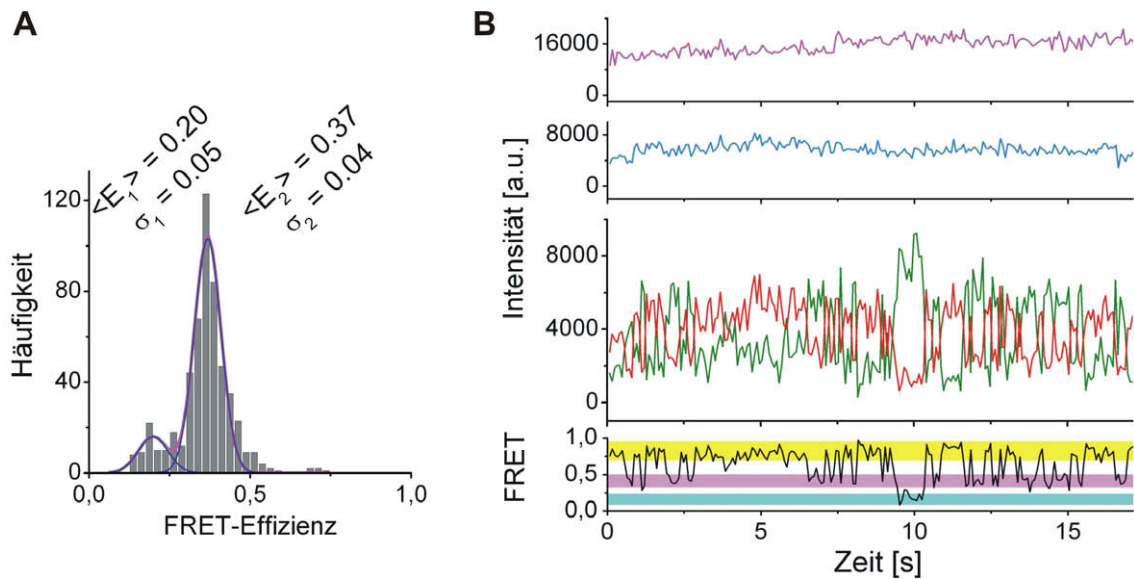 A
<E₁> = 0.20
σ₁ = 0.05
<E₂> = 0.37
σ₂ = 0.04
120
80
40
0
Häufigkeit
0,0
0,5
1,0
FRET-Effizienz
B
16000
0
8000
0
Intensität [a.u.]
8000
4000
0
FRET
1,0
0,5
0,0
0
5
10
15
Zeit [s]